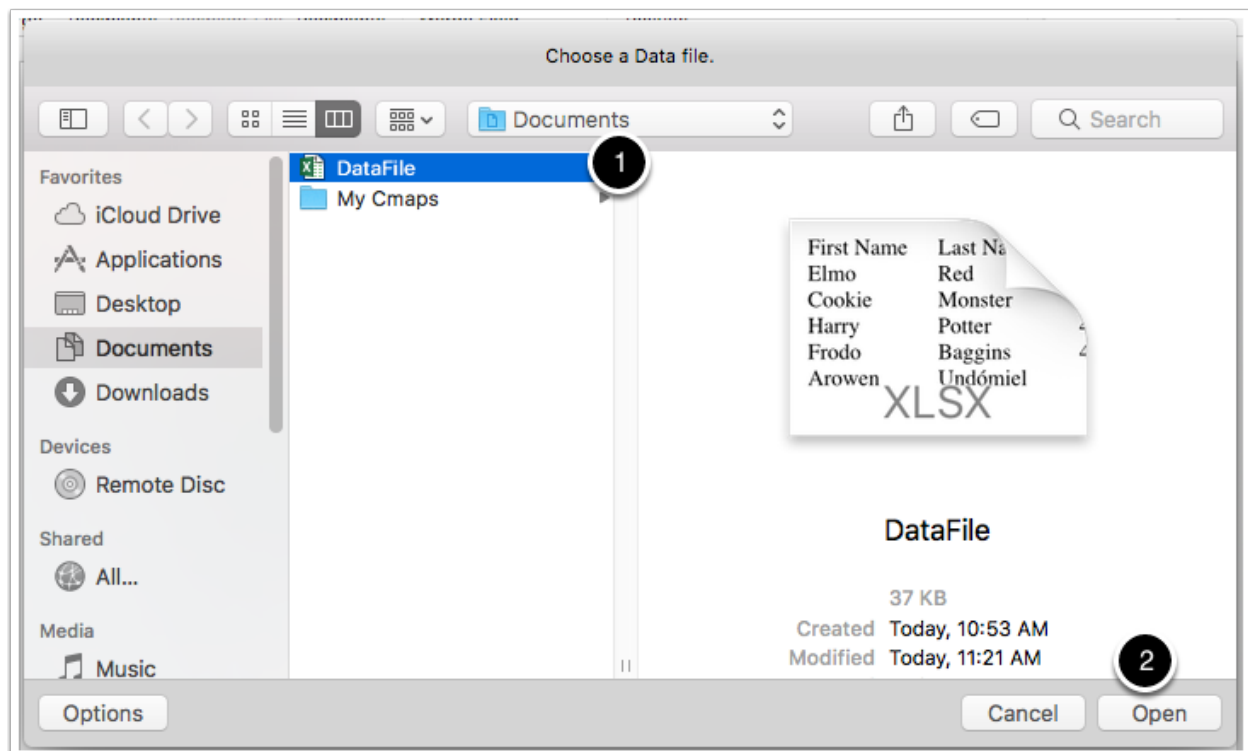 Choose a Data file.
Documents
Search
Favorites
iCloud Drive
Applications
Desktop
Documents
Downloads
Devices
Remote Disc
Shared
All...
Media
Music
DataFile
1
My Cmaps
First Name Last Na
Elmo Red
Cookie Monster
Harry Potter
Frodo Baggins
Arowen Undómiel
XLSX
DataFile
37 KB
Created Today, 10:53 AM
Modified Today, 11:21 AM
2
Options
Cancel
Open